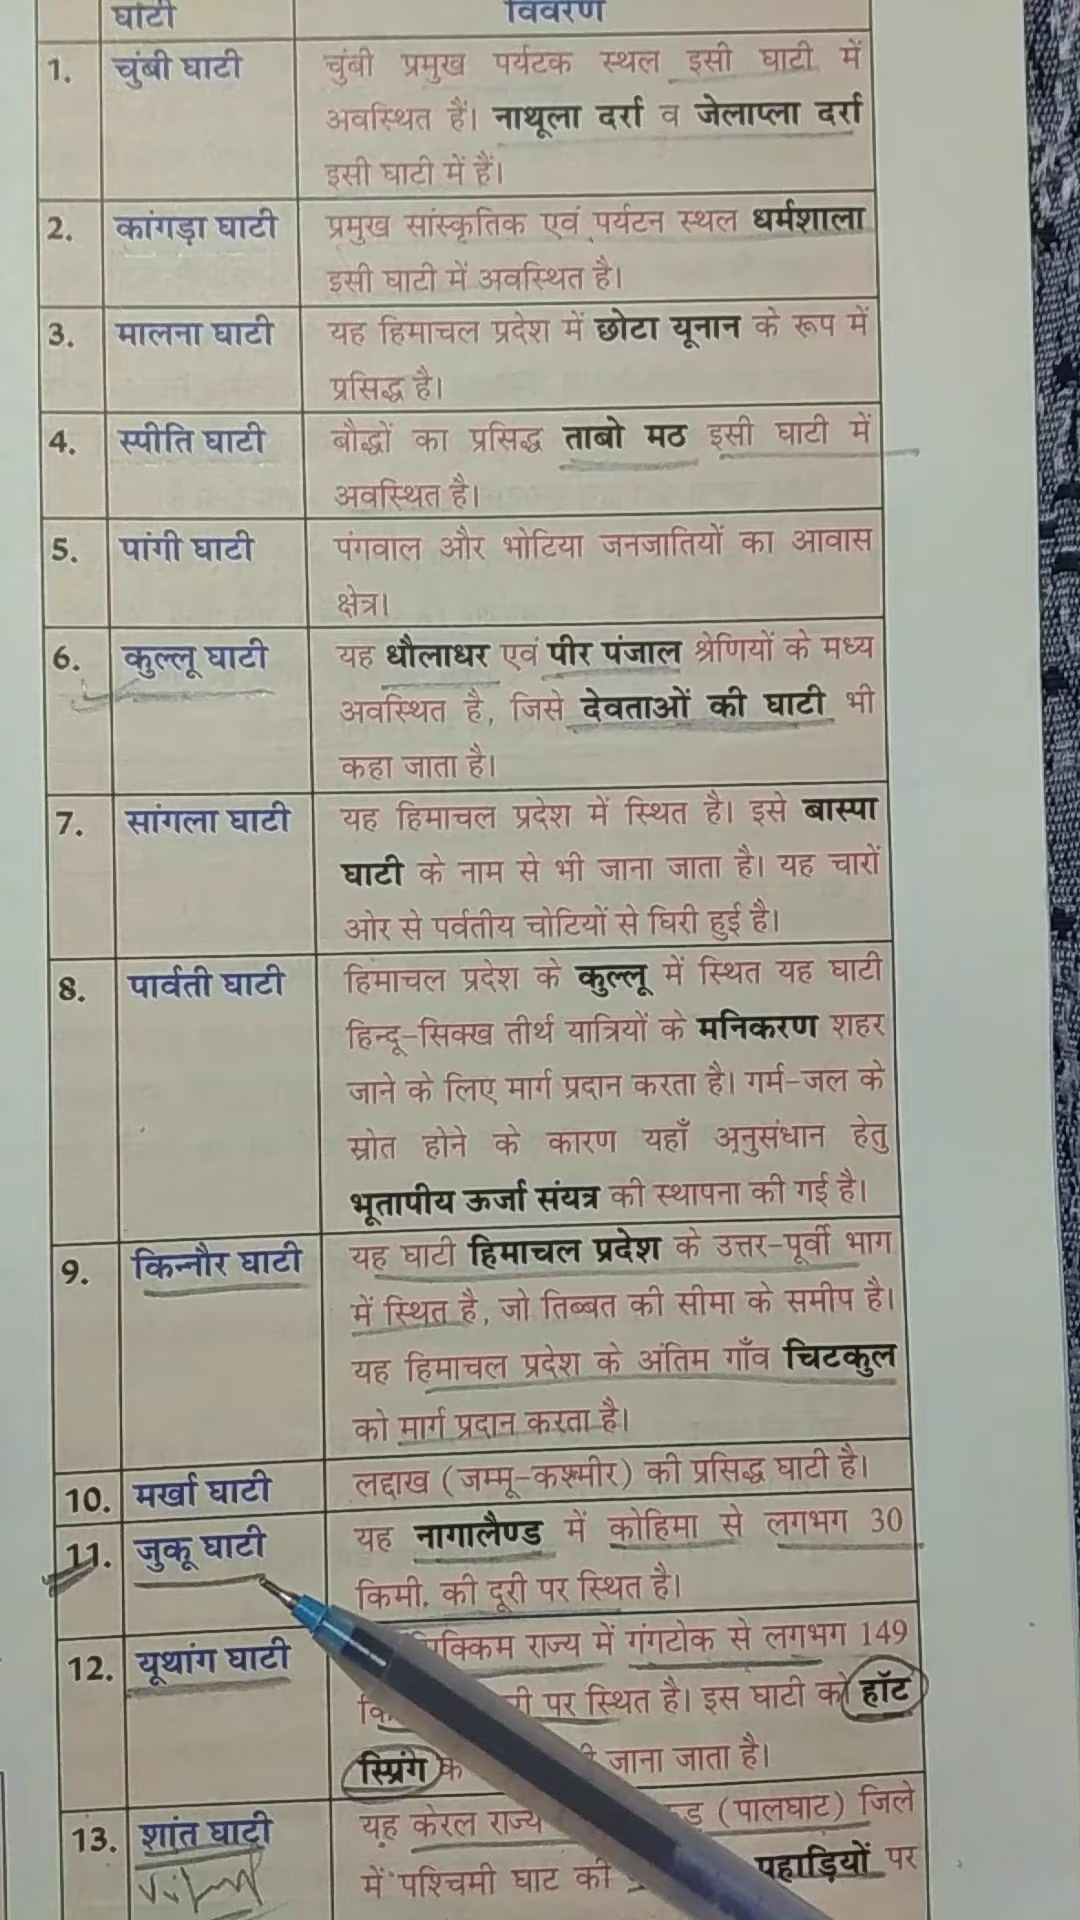 घाटी विवरण
1. चुंबी घाटी चुंबी प्रमुख पर्यटक स्थल इसी घाटी में
अवस्थित हैं। नाथूला दर्रा व जेलाप्ला दर्रा
इसी घाटी में हैं।
2. कांगड़ा घाटी प्रमुख सांस्कृतिक एवं पर्यटन स्थल धर्मशाला
इसी घाटी में अवस्थित है।
3. मालना घाटी यह हिमाचल प्रदेश में छोटा यूनान के रूप में
प्रसिद्ध है।
4. स्पीति घाटी बौद्धों का प्रसिद्ध ताबो मठ इसी घाटी में
अवस्थित है।
5. पांगी घाटी पंगवाल और भोटिया जनजातियों का आवास
क्षेत्र।
6. कुल्लू घाटी यह धौलाधर एवं पीर पंजाल श्रेणियों के मध्य
अवस्थित है, जिसे देवताओं की घाटी भी
कहा जाता है।
7. सांगला घाटी यह हिमाचल प्रदेश में स्थित है। इसे बास्पा
घाटी के नाम से भी जाना जाता है। यह चारों
ओर से पर्वतीय चोटियों से घिरी हुई है।
8. पार्वती घाटी हिमाचल प्रदेश के कुल्लू में स्थित यह घाटी
हिन्दू-सिक्ख तीर्थ यात्रियों के मनिकरण शहर
जाने के लिए मार्ग प्रदान करता है। गर्म-जल के
स्रोत होने के कारण यहाँ अनुसंधान हेतु
भूतापीय ऊर्जा संयत्र की स्थापना की गई है।
9. किन्नौर घाटी यह घाटी हिमाचल प्रदेश के उत्तर-पूर्वी भाग
में स्थित है, जो तिब्बत की सीमा के समीप है।
यह हिमाचल प्रदेश के अंतिम गाँव चिटकुल
को मार्ग प्रदान करता है।
10. मर्खा घाटी लद्दाख (जम्मू-कश्मीर) की प्रसिद्ध घाटी है।
11. जुकू घाटी यह नागालैण्ड में कोहिमा से लगभग 30
किमी. की दूरी पर स्थित है।
12. यूथांग घाटी राज्य में गंगटोक से लगभग 149
पर स्थित है। इस घाटी को हॉट
स्प्रिंग जाना जाता है।
13. शांत घाटी यह केरल राज्य (पालघाट) जिले
में पश्चिमी घाट की पहाड़ियों पर